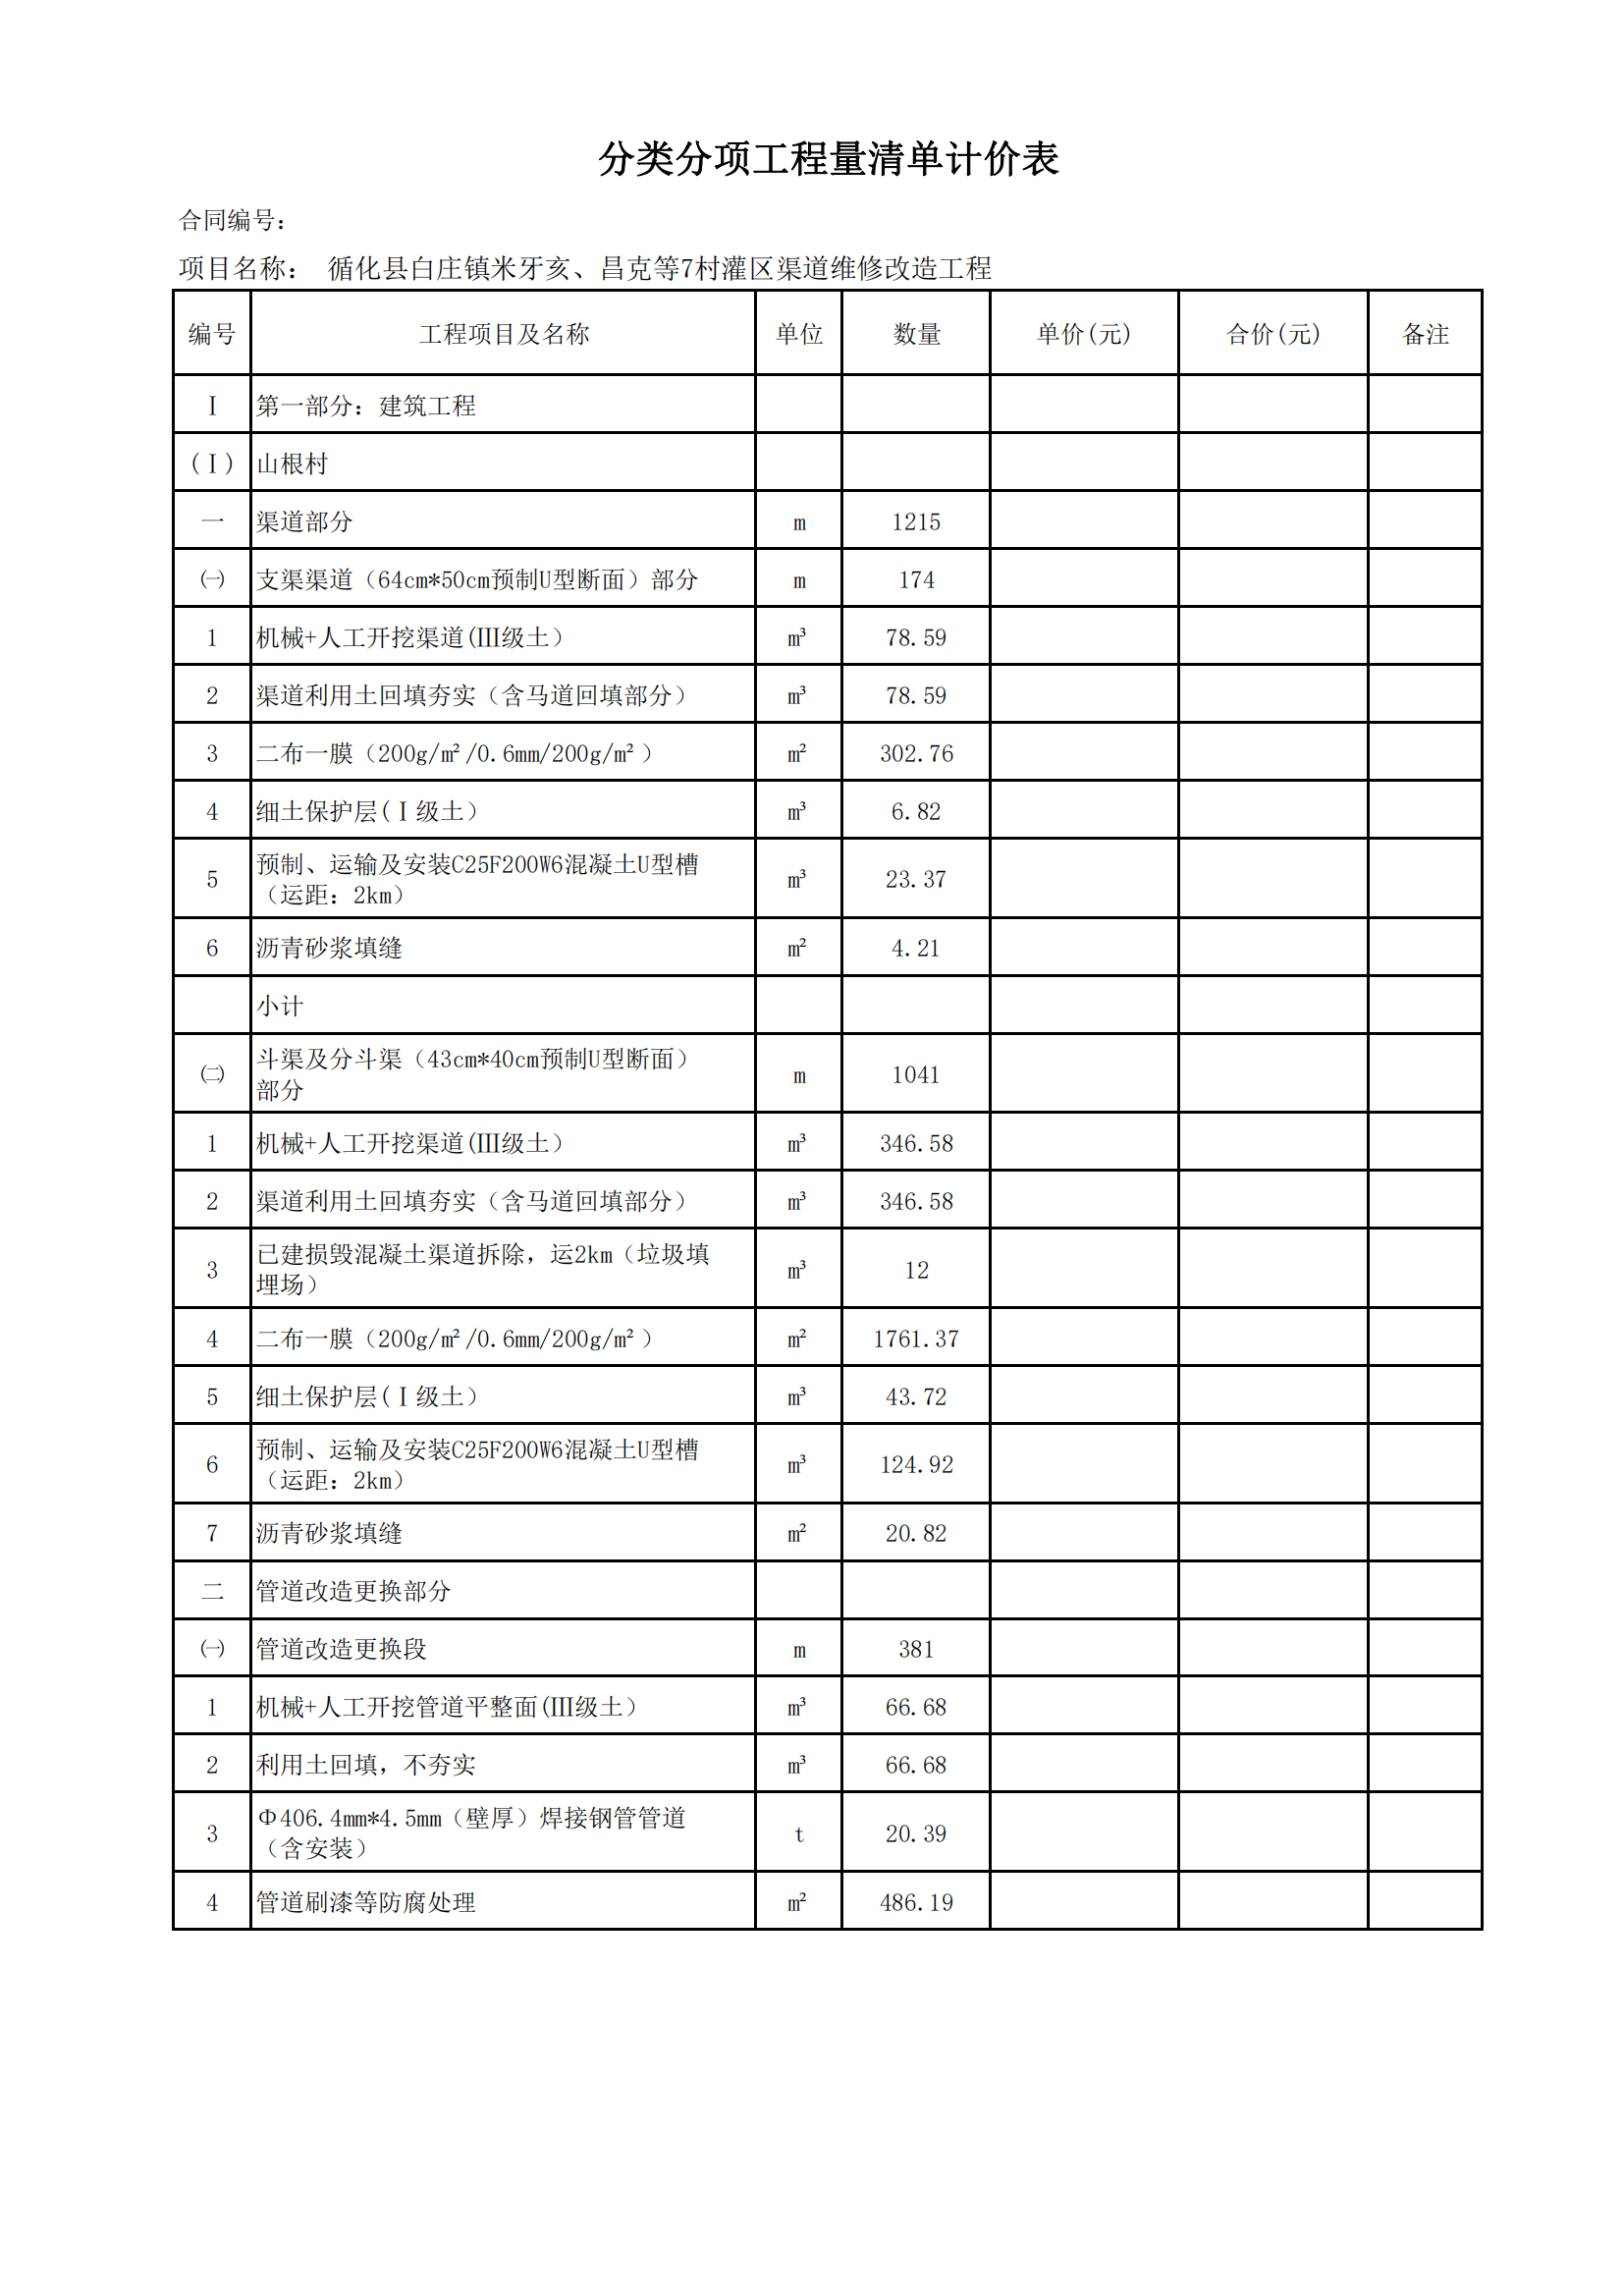 分类分项工程量清单计价表
合同编号：
项目名称： 循化县白庄镇米牙亥、昌克等7村灌区渠道维修改造工程
编号 工程项目及名称 单位 数量 单价(元) 合价(元) 备注
Ⅰ 第一部分：建筑工程
(Ⅰ) 山根村
一 渠道部分 m 1215
㈠ 支渠渠道（64cm*50cm预制U型断面）部分 m 174
1 机械+人工开挖渠道(Ⅲ级土） m³ 78.59
2 渠道利用土回填夯实（含马道回填部分） m³ 78.59
3 二布一膜（200g/m²/0.6mm/200g/m²） m² 302.76
4 细土保护层(Ⅰ级土） m³ 6.82
5 预制、运输及安装C25F200W6混凝土U型槽
（运距：2km） m³ 23.37
6 沥青砂浆填缝 m² 4.21
小计
㈡ 斗渠及分斗渠（43cm*40cm预制U型断面）
部分 m 1041
1 机械+人工开挖渠道(Ⅲ级土） m³ 346.58
2 渠道利用土回填夯实（含马道回填部分） m³ 346.58
3 已建损毁混凝土渠道拆除，运2km（垃圾填
埋场） m³ 12
4 二布一膜（200g/m²/0.6mm/200g/m²） m² 1761.37
5 细土保护层(Ⅰ级土） m³ 43.72
6 预制、运输及安装C25F200W6混凝土U型槽
（运距：2km） m³ 124.92
7 沥青砂浆填缝 m² 20.82
二 管道改造更换部分
㈠ 管道改造更换段 m 381
1 机械+人工开挖管道平整面(Ⅲ级土） m³ 66.68
2 利用土回填，不夯实 m³ 66.68
3 Φ406.4mm*4.5mm（壁厚）焊接钢管管道
（含安装） t 20.39
4 管道刷漆等防腐处理 m² 486.19